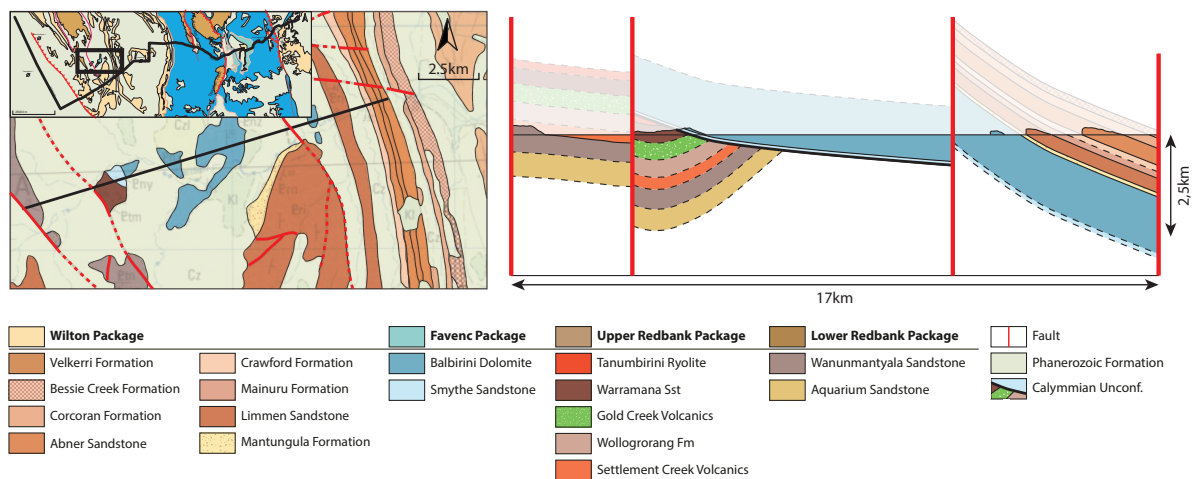 A
2.5km
Czl
Eny
Etm
Kl
Cz
Kl
Cz
Cz
A
2,5km
17km
Wilton Package
Favenc Package
Upper Redbank Package
Lower Redbank Package
Fault
Velkerri Formation
Crawford Formation
Balbirini Dolomite
Tanumbirini Ryolite
Wanunmantyala Sandstone
Phanerozoic Formation
Bessie Creek Formation
Mainuru Formation
Smythe Sandstone
Warramana Sst
Aquarium Sandstone
Calymmian Unconf.
Corcoran Formation
Limmen Sandstone
Gold Creek Volcanics
Abner Sandstone
Mantungula Formation
Wollogrorang Fm
Settlement Creek Volcanics